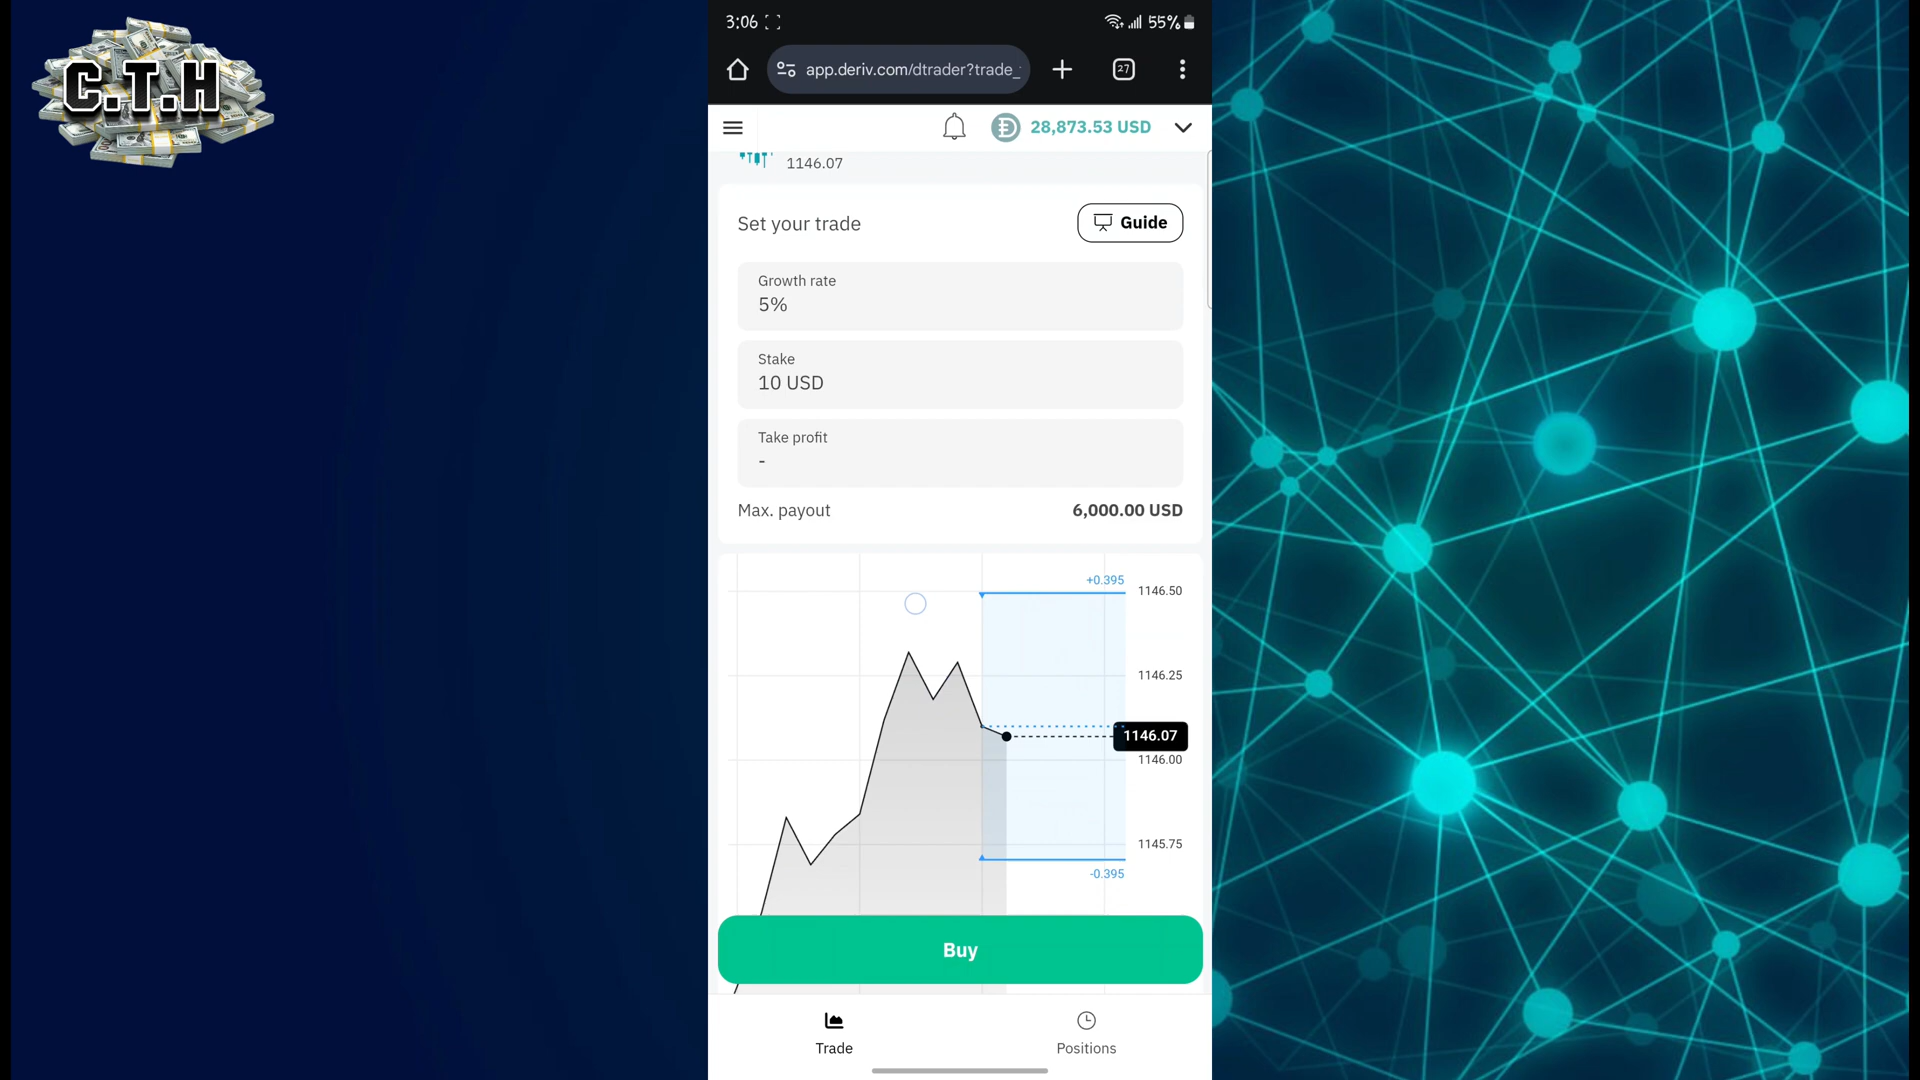 C.T.H
3:06 55%
app.deriv.com/dtrader?trade_ 27
28,873.53 USD
1146.07
Set your trade Guide
Growth rate
5%
Stake
10 USD
Take profit
-
Max. payout 6,000.00 USD
+0.395
1146.50
1146.25
1146.07
1146.00
1145.75
-0.395
Buy
Trade Positions